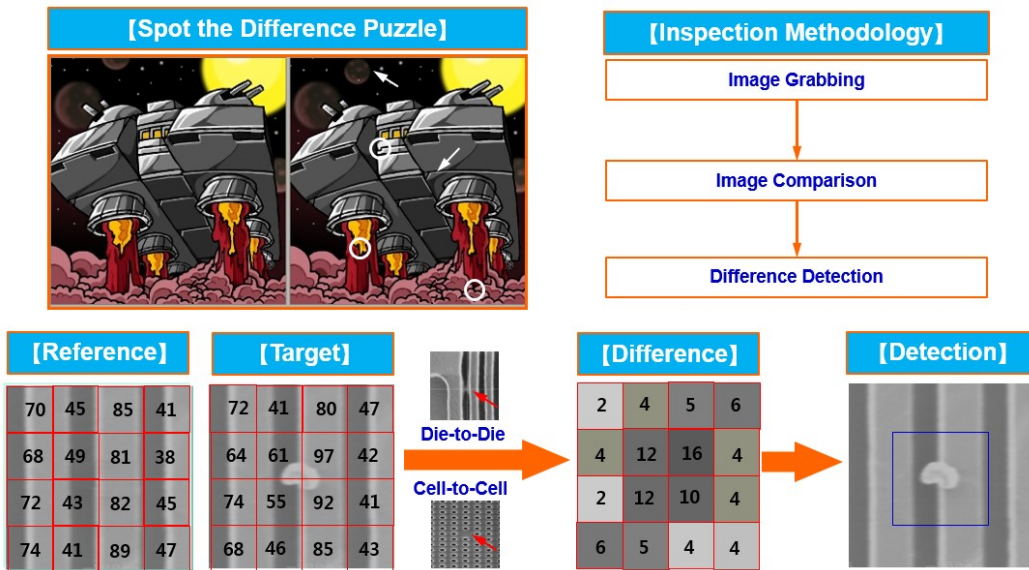 【Spot the Difference Puzzle】
【Inspection Methodology】
Image Grabbing
Image Comparison
Difference Detection
【Reference】
70 45 85 41
68 49 81 38
72 43 82 45
74 41 89 47
【Target】
72 41 80 47
64 61 97 42
74 55 92 41
68 46 85 43
Die-to-Die
Cell-to-Cell
【Difference】
2 4 5 6
4 12 16 4
2 12 10 4
6 5 4 4
【Detection】